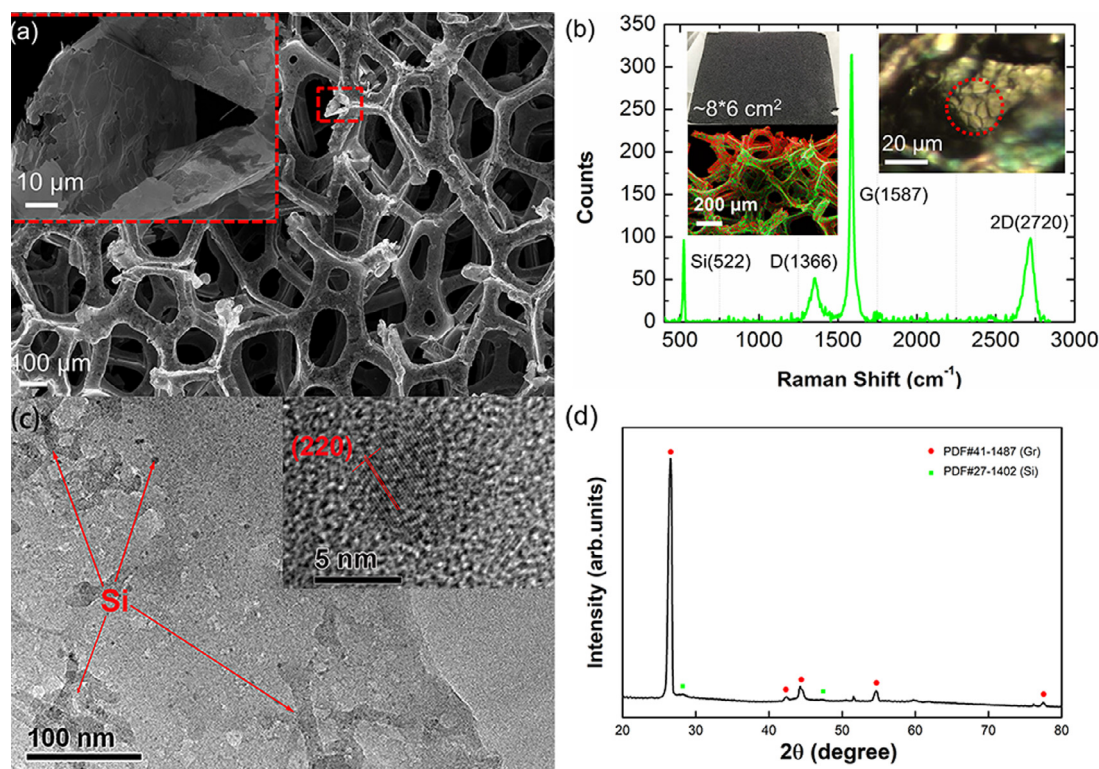 (a)
10 μm
100 μm
(b)
350
300
250
200
150
100
50
0
Counts
~8*6 cm²
200 μm
20 μm
G(1587)
2D(2720)
Si(522)
D(1366)
500
1000
1500
2000
2500
3000
Raman Shift (cm⁻¹)
(c)
(220)
5 nm
Si
100 nm
(d)
PDF#41-1487 (Gr)
PDF#27-1402 (Si)
Intensity (arb.units)
20
30
40
50
60
70
80
2θ (degree)